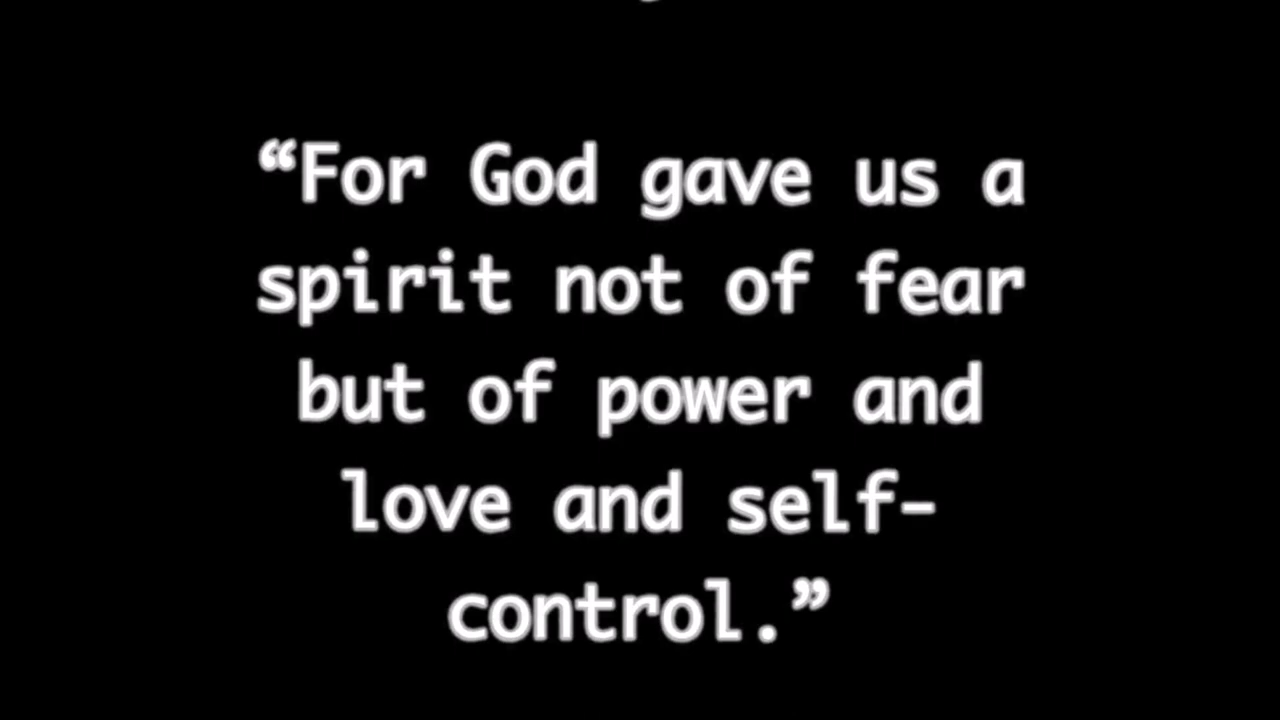 “For God gave us a
spirit not of fear
but of power and
love and self-
control.”